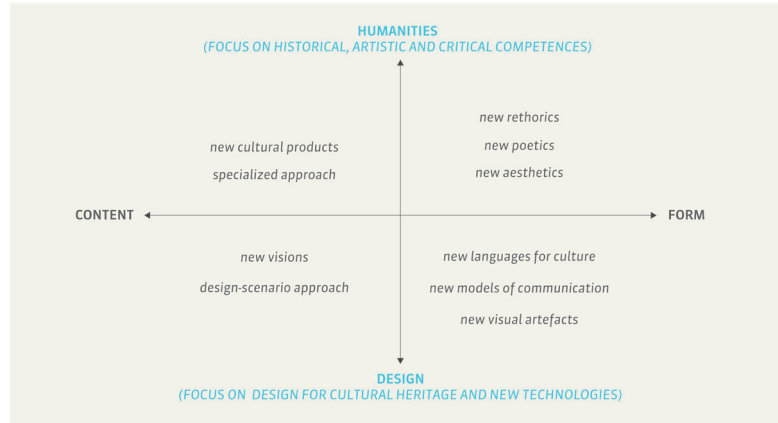 HUMANITIES
(FOCUS ON HISTORICAL, ARTISTIC AND CRITICAL COMPETENCES)
new rethorics
new cultural products
new poetics
specialized approach
new aesthetics
CONTENT
FORM
new visions
new languages for culture
design-scenario approach
new models of communication
new visual artefacts
DESIGN
(FOCUS ON DESIGN FOR CULTURAL HERITAGE AND NEW TECHNOLOGIES)